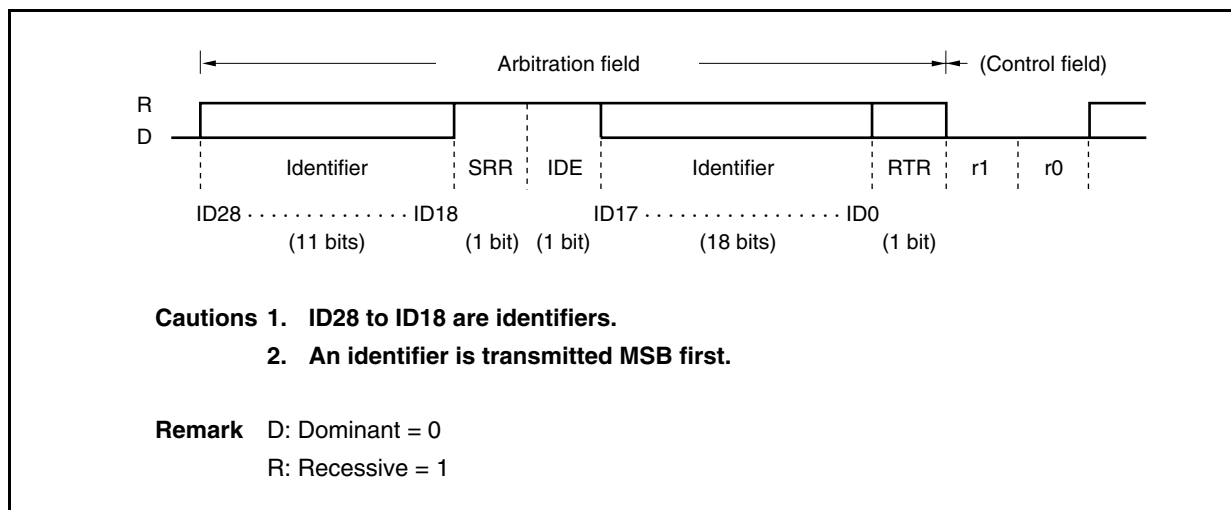 Arbitration field (Control field)
R
D
Identifier SRR IDE Identifier RTR r1 r0
ID28 · · · · · · · · · · · · · · ID18 ID17 · · · · · · · · · · · · · · · · · · ID0
(11 bits) (1 bit) (1 bit) (18 bits) (1 bit)
Cautions 1. ID28 to ID18 are identifiers.
2. An identifier is transmitted MSB first.
Remark D: Dominant = 0
R: Recessive = 1